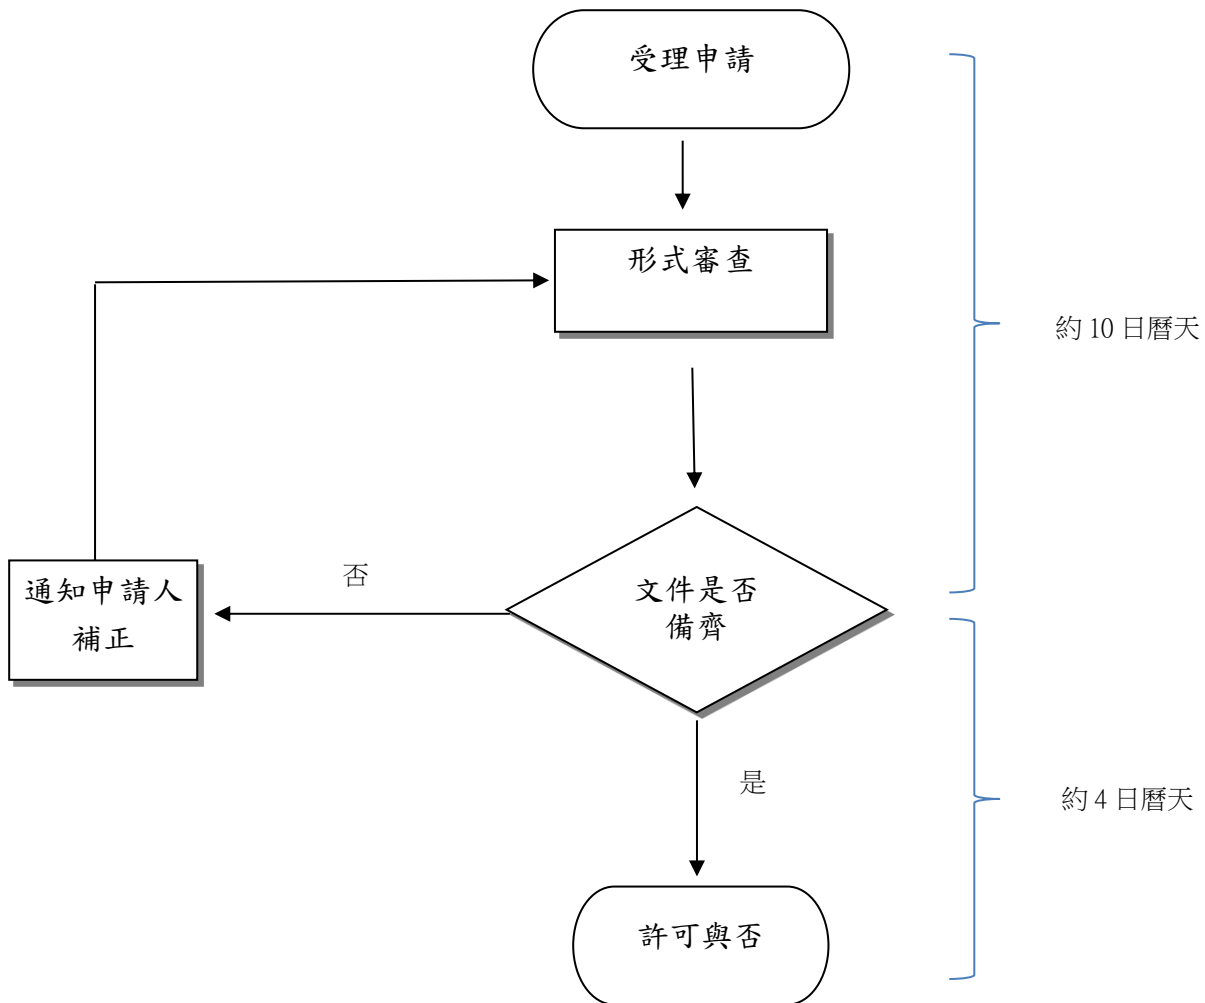 受理申請
形式審查
約 10 日曆天
文件是否
備齊
否
通知申請人
補正
是
約 4 日曆天
許可與否